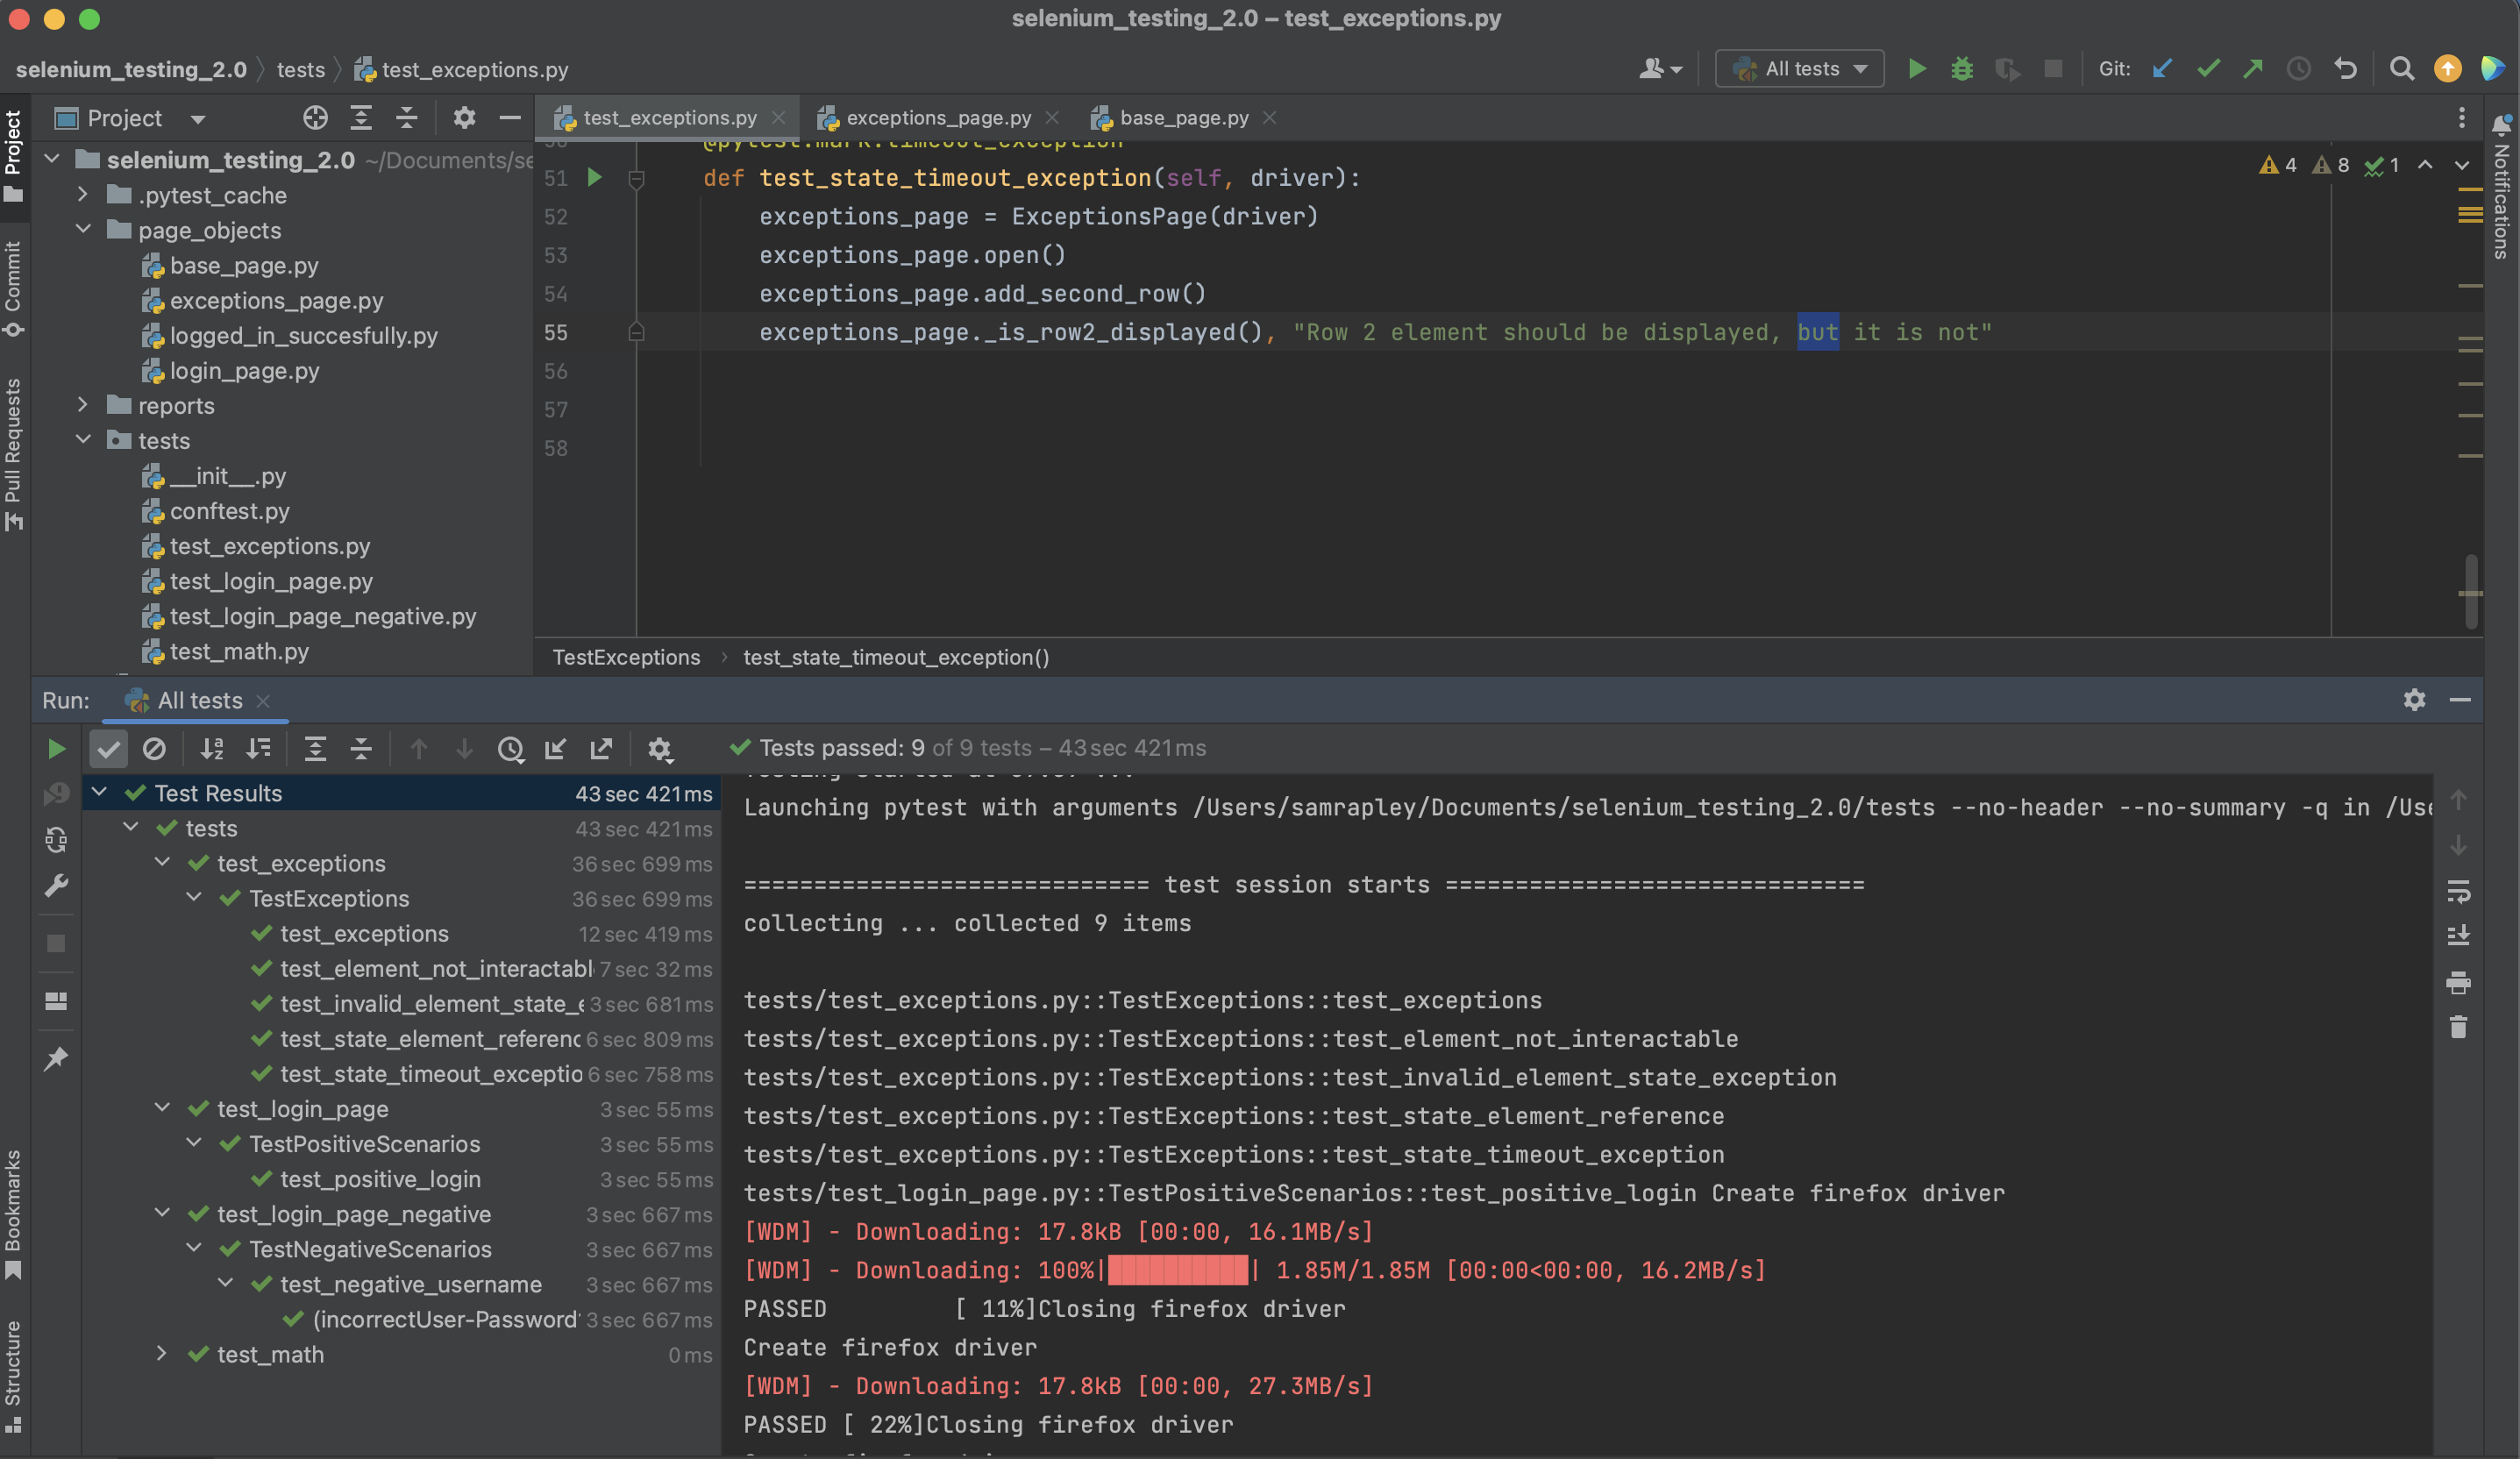 selenium_testing_2.0 – test_exceptions.py
selenium_testing_2.0 tests test_exceptions.py
All tests
Git:
Project
test_exceptions.py
exceptions_page.py
base_page.py
Project
Commit
Pull Requests
Bookmarks
Structure
Notifications
selenium_testing_2.0 ~/Documents/se
.pytest_cache
page_objects
base_page.py
exceptions_page.py
logged_in_succesfully.py
login_page.py
reports
tests
__init__.py
conftest.py
test_exceptions.py
test_login_page.py
test_login_page_negative.py
test_math.py
@pytest.mark.timeout_exception
4 8 1
51 def test_state_timeout_exception(self, driver):
52 exceptions_page = ExceptionsPage(driver)
53 exceptions_page.open()
54 exceptions_page.add_second_row()
55 exceptions_page._is_row2_displayed(), "Row 2 element should be displayed, but it is not"
56
57
58
TestExceptions › test_state_timeout_exception()
Run: All tests
Tests passed: 9 of 9 tests – 43 sec 421 ms
Test Results 43 sec 421 ms
tests 43 sec 421 ms
test_exceptions 36 sec 699 ms
TestExceptions 36 sec 699 ms
test_exceptions 12 sec 419 ms
test_element_not_interactabl 7 sec 32 ms
test_invalid_element_state_e 3 sec 681 ms
test_state_element_referenc 6 sec 809 ms
test_state_timeout_exceptio 6 sec 758 ms
test_login_page 3 sec 55 ms
TestPositiveScenarios 3 sec 55 ms
test_positive_login 3 sec 55 ms
test_login_page_negative 3 sec 667 ms
TestNegativeScenarios 3 sec 667 ms
test_negative_username 3 sec 667 ms
(incorrectUser-Password 3 sec 667 ms
test_math 0 ms
Launching pytest with arguments /Users/samrapley/Documents/selenium_testing_2.0/tests --no-header --no-summary -q in /Use
============================= test session starts ==============================
collecting ... collected 9 items
tests/test_exceptions.py::TestExceptions::test_exceptions
tests/test_exceptions.py::TestExceptions::test_element_not_interactable
tests/test_exceptions.py::TestExceptions::test_invalid_element_state_exception
tests/test_exceptions.py::TestExceptions::test_state_element_reference
tests/test_exceptions.py::TestExceptions::test_state_timeout_exception
tests/test_login_page.py::TestPositiveScenarios::test_positive_login Create firefox driver
[WDM] - Downloading: 17.8kB [00:00, 16.1MB/s]
[WDM] - Downloading: 100%|██████████| 1.85M/1.85M [00:00<00:00, 16.2MB/s]
PASSED [ 11%]Closing firefox driver
Create firefox driver
[WDM] - Downloading: 17.8kB [00:00, 27.3MB/s]
PASSED [ 22%]Closing firefox driver